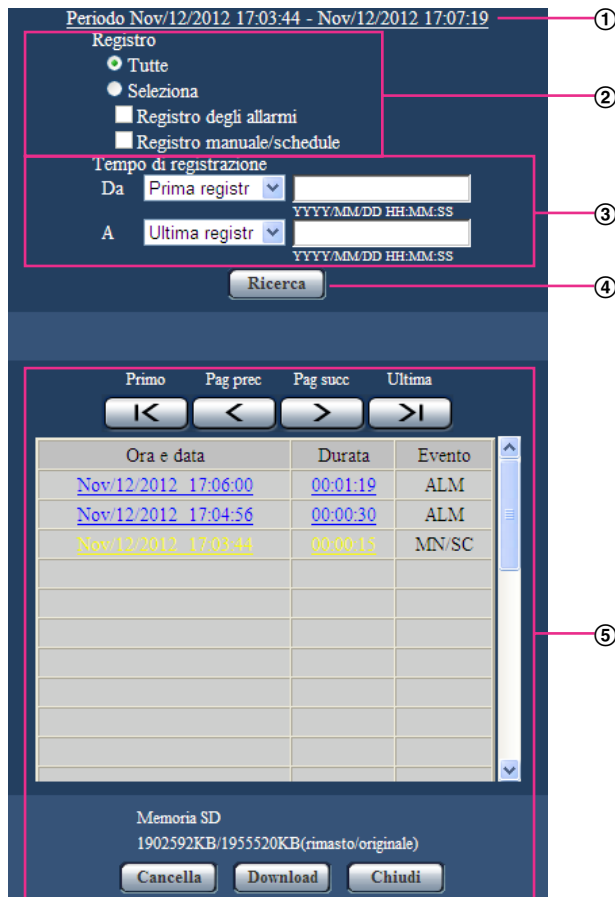 Periodo Nov/12/2012 17:03:44 - Nov/12/2012 17:07:19
①
Registro
Tutte
Seleziona
②
Registro degli allarmi
Registro manuale/schedule
Tempo di registrazione
Da Prima registr
YYYY/MM/DD HH:MM:SS
③
A Ultima registr
YYYY/MM/DD HH:MM:SS
Ricerca
④
Primo Pag prec Pag succ Ultima
Ora e data Durata Evento
Nov/12/2012 17:06:00 00:01:19 ALM
Nov/12/2012 17:04:56 00:00:30 ALM
Nov/12/2012 17:03:44 00:00:15 MN/SC
⑤
Memoria SD
1902592KB/1955520KB(rimasto/originale)
Cancella Download Chiudi